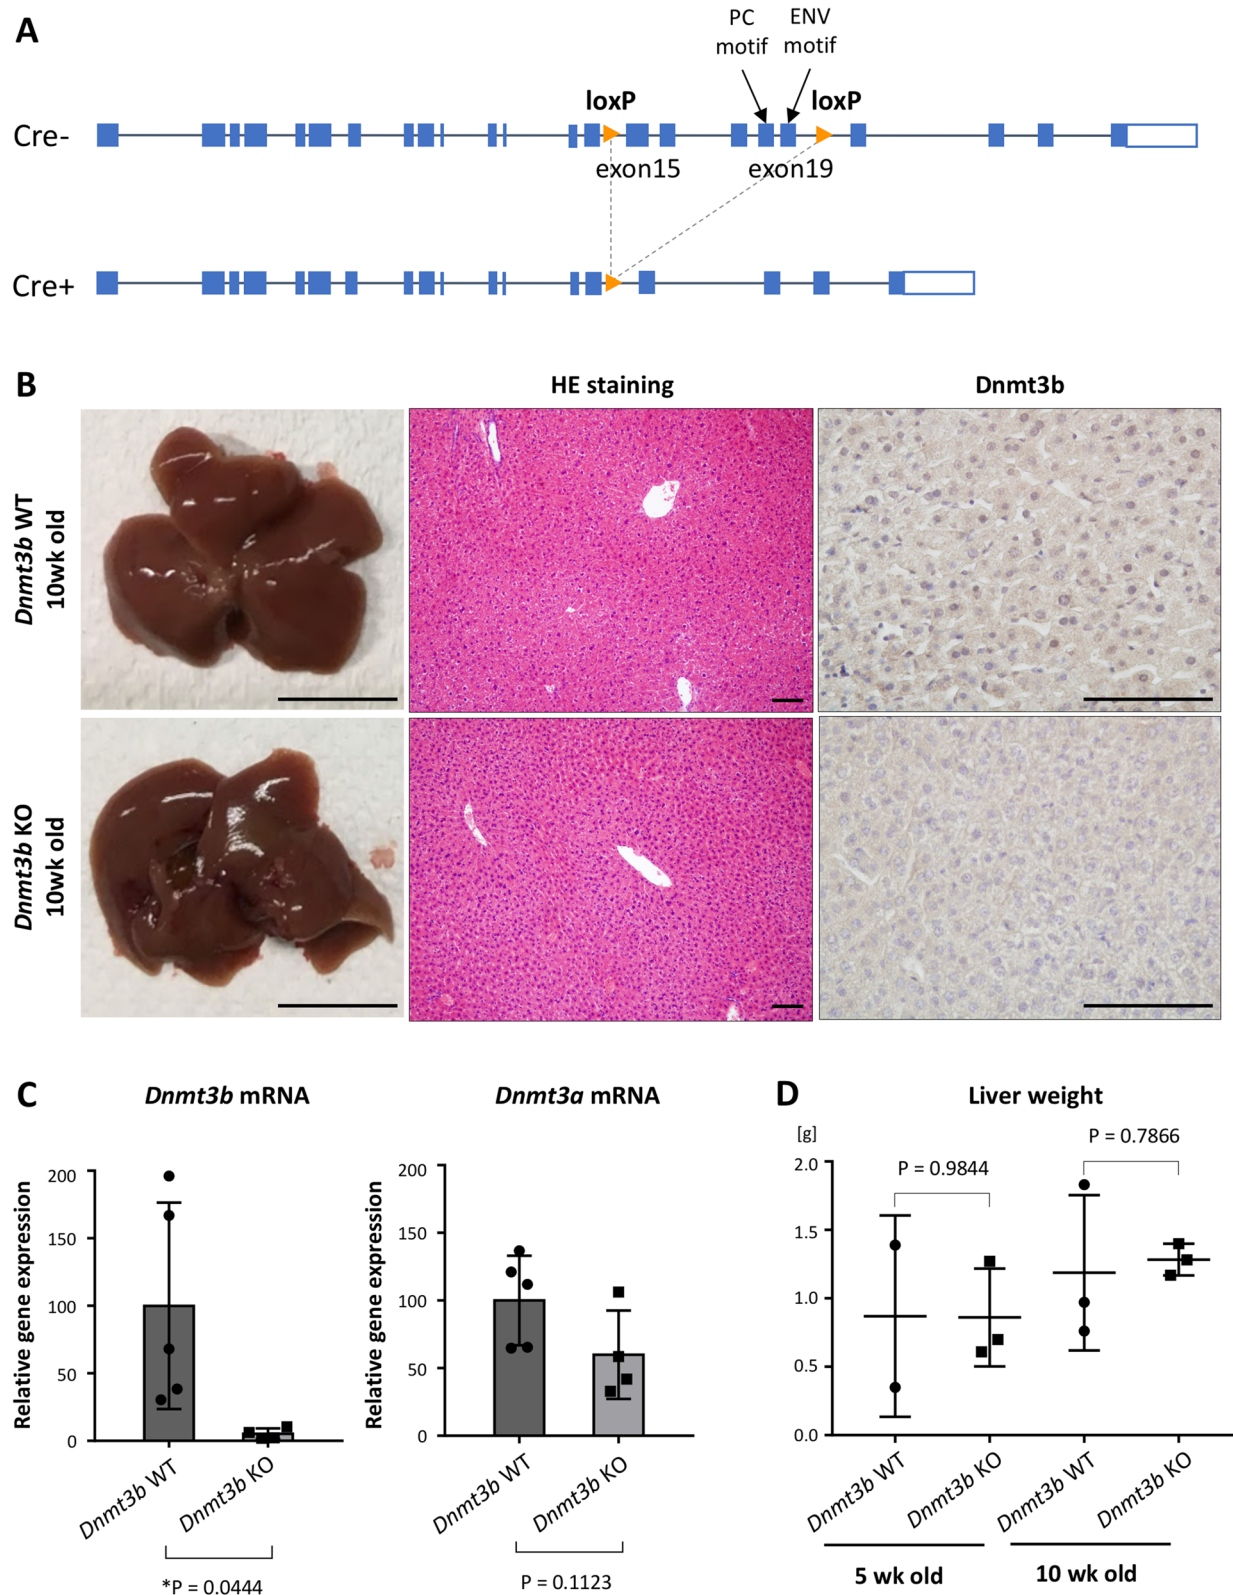 A
PC
motif
ENV
motif
loxP
loxP
Cre-
exon15
exon19
Cre+
B
HE staining
Dnmt3b
Dnmt3b WT
10wk old
Dnmt3b KO
10wk old
C
Dnmt3b mRNA
Relative gene expression
200
150
100
50
0
Dnmt3b WT
Dnmt3b KO
*P = 0.0444
Dnmt3a mRNA
Relative gene expression
200
150
100
50
0
Dnmt3b WT
Dnmt3b KO
P = 0.1123
D
Liver weight
[g]
P = 0.9844
P = 0.7866
2.0
1.5
1.0
0.5
0.0
Dnmt3b WT
Dnmt3b KO
Dnmt3b WT
Dnmt3b KO
5 wk old
10 wk old